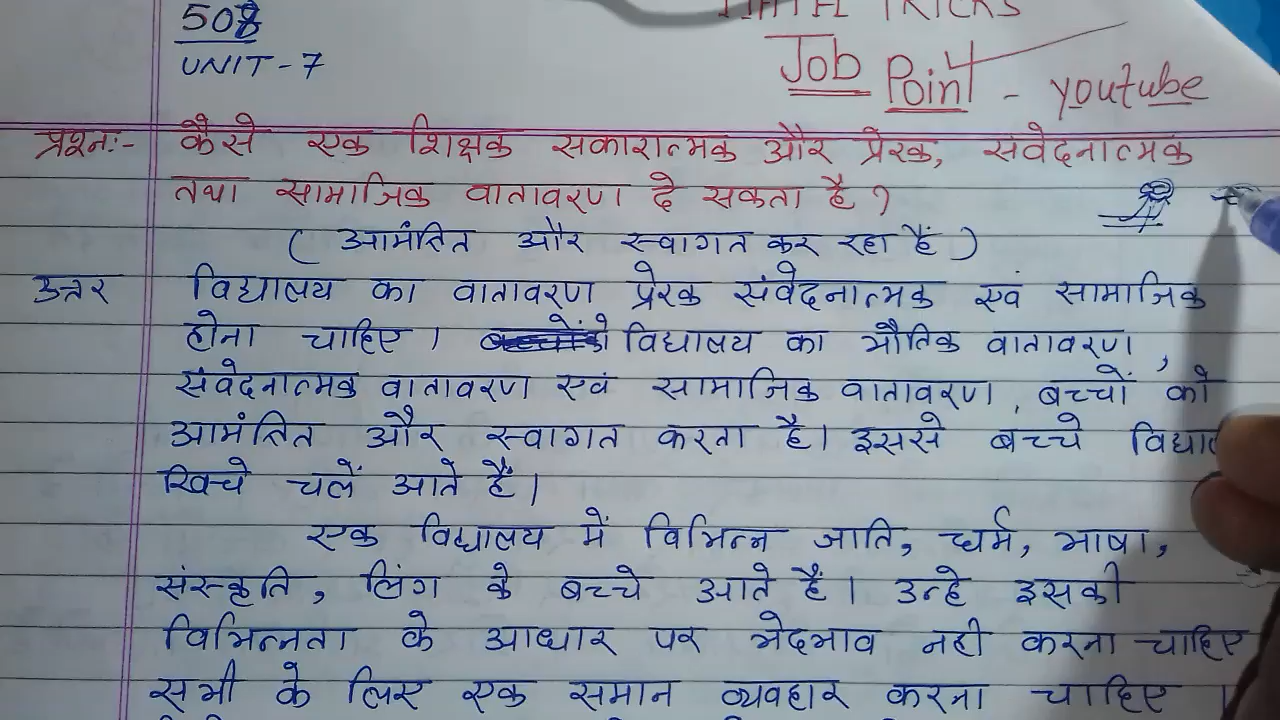 508
UNIT-7
MATH TRICKS
Job Point - youtube
प्रश्नः- कैसे एक शिक्षक सकारात्मक और प्रेरक, संवेदनात्मक
तथा सामाजिक वातावरण दे सकता है?
( आमंत्रित और स्वागत कर रहा है )
उत्तर विद्यालय का वातावरण प्रेरक संवेदनात्मक एवं सामाजिक
होना चाहिए। विद्यालय का भौतिक वातावरण,
संवेदनात्मक वातावरण एवं सामाजिक वातावरण, बच्चों को
आमंत्रित और स्वागत करता है। इससे बच्चे
खिचे चलें आते हैं।
एक विद्यालय में विभिन्न जाति, धर्म, भाषा,
संस्कृति, लिंग के बच्चे आते हैं। उन्हे इसकी
विभिन्नता के आधार पर भेदभाव नही करना चाहिए
सभी के लिए एक समान व्यवहार करना चाहिए।